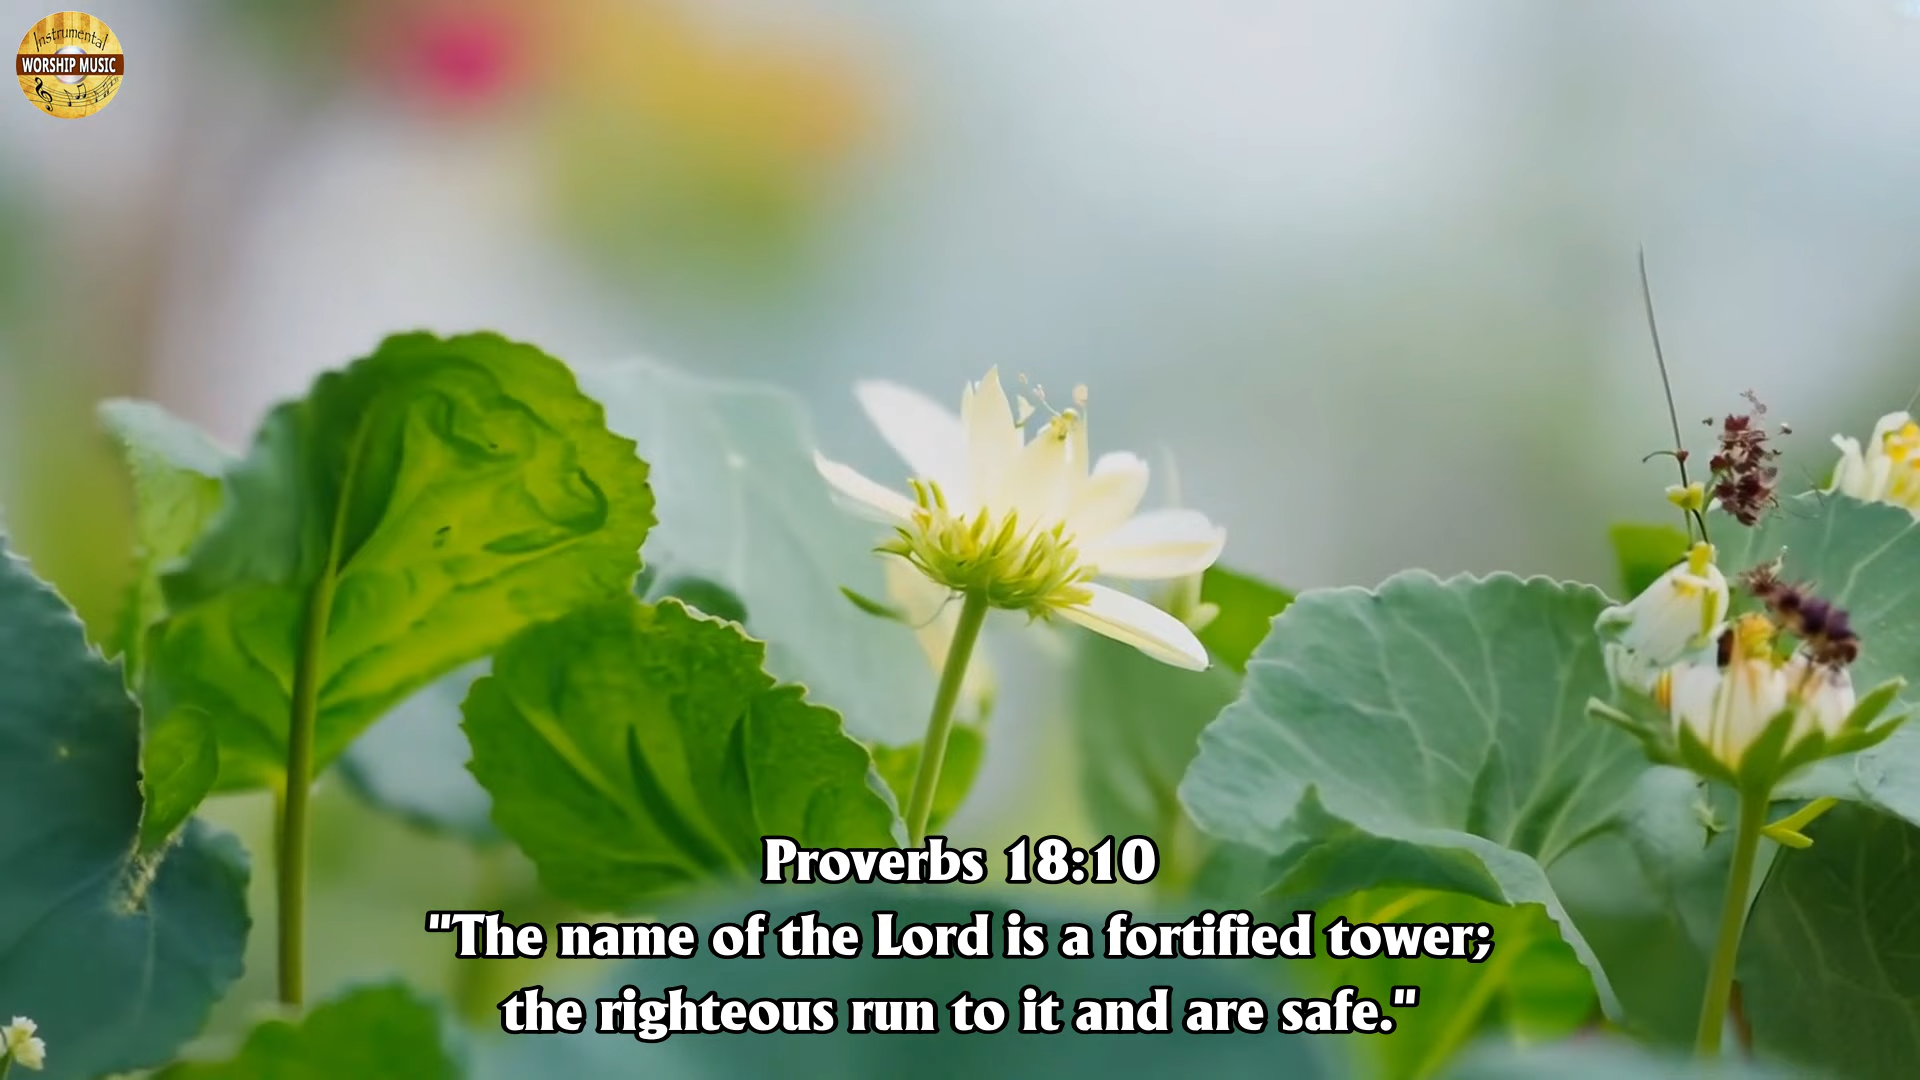 Instrumental
WORSHIP MUSIC
Proverbs 18:10
"The name of the Lord is a fortified tower;
the righteous run to it and are safe."